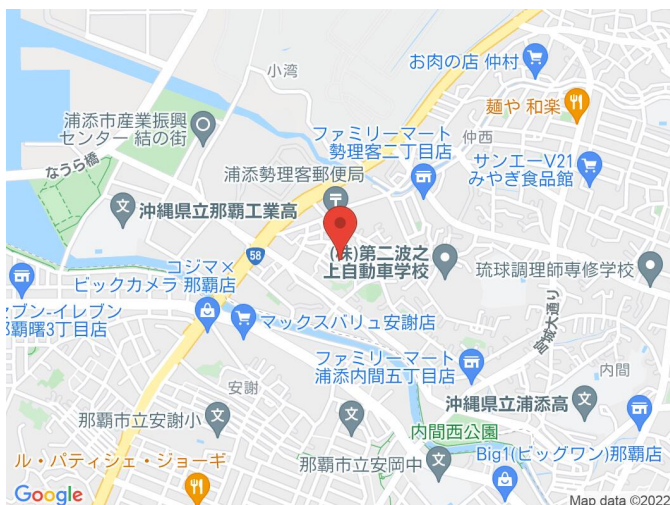 小湾
お肉の店 仲村
麺や 和楽
浦添市産業振興
センター 結の街
ファミリーマート
勢理客二丁目店
仲西
サンエーV21
みやぎ食品館
なうら橋
浦添勢理客郵便局
沖縄県立那覇工業高
58
(株)第二波之
上自動車学校
琉球調理師専修学校
コジマ×
ビックカメラ 那覇店
セブン-イレブン
那覇曙3丁目店
マックスバリュ安謝店
宮城大通り
ファミリーマート
浦添内間五丁目店
内間
安謝
沖縄県立浦添高
那覇市立安謝小
内間西公園
ル・パティシェ・ジョーギ
那覇市立安岡中
Big1(ビッグワン)那覇店
Google
Map data ©2022